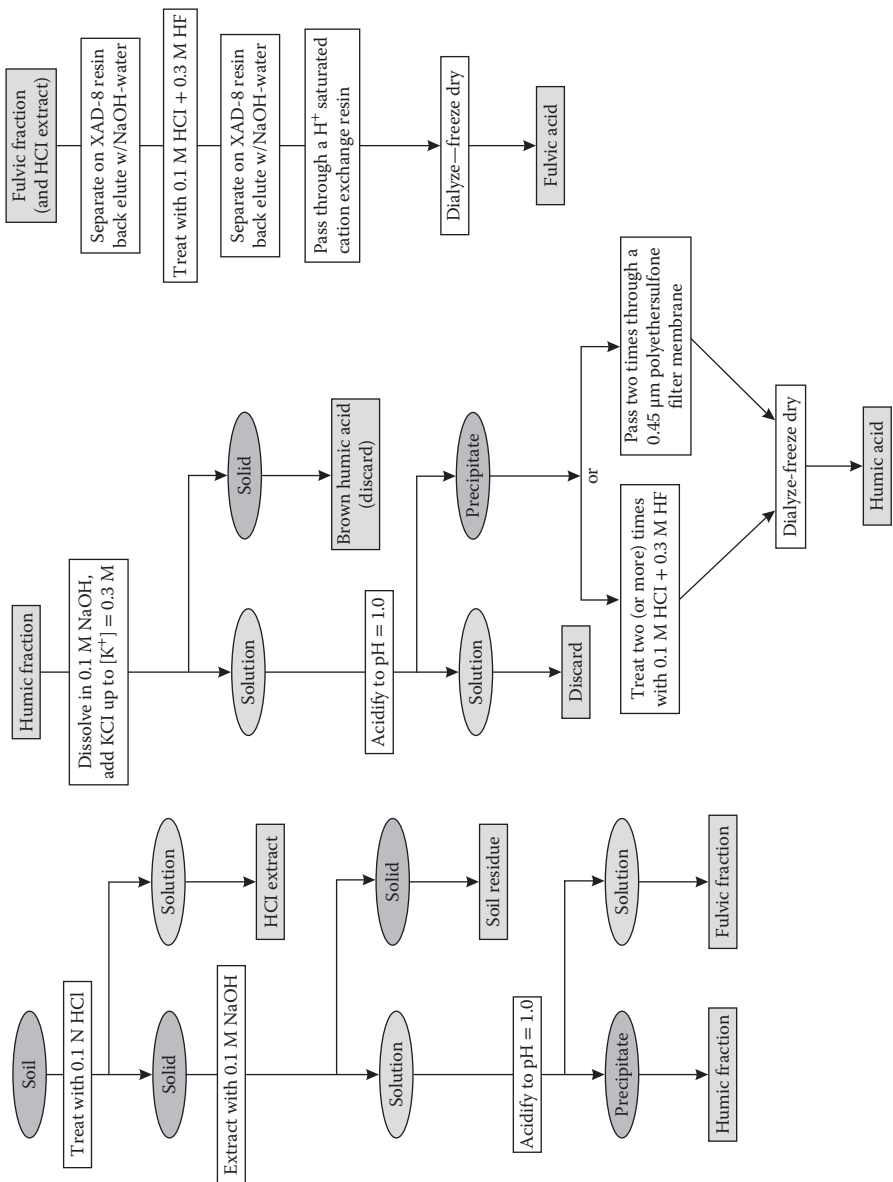 Soil
Treat with 0.1 N HCl
Solid
Solution
HCl extract
Extract with 0.1 M NaOH
Solution
Solid
Soil residue
Acidify to pH = 1.0
Precipitate
Solution
Humic fraction
Fulvic fraction
Humic fraction
Dissolve in 0.1 M NaOH,
add KCl up to [K⁺] = 0.3 M
Solution
Solid
Brown humic acid
(discard)
Acidify to pH = 1.0
Solution
Precipitate
Discard
or
Treat two (or more) times
with 0.1 M HCl + 0.3 M HF
Pass two times through a
0.45 µm polyethersulfone
filter membrane
Dialyze-freeze dry
Humic acid
Fulvic fraction
(and HCl extract)
Separate on XAD-8 resin
back elute w/NaOH-water
Treat with 0.1 M HCl + 0.3 M HF
Separate on XAD-8 resin
back elute w/NaOH-water
Pass through a H⁺ saturated
cation exchange resin
Dialyze—freeze dry
Fulvic acid